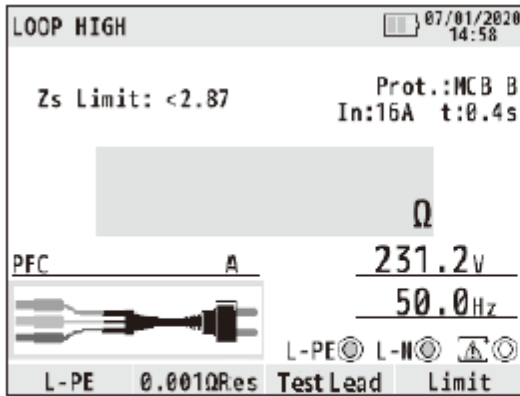 LOOP HIGH
07/01/2020
14:58
Zs Limit: <2.87
Prot.:MCB B
In:16A t:0.4s
Ω
PFC A
231.2V
50.0Hz
L-PE L-N
L-PE 0.001ΩRes Test Lead Limit